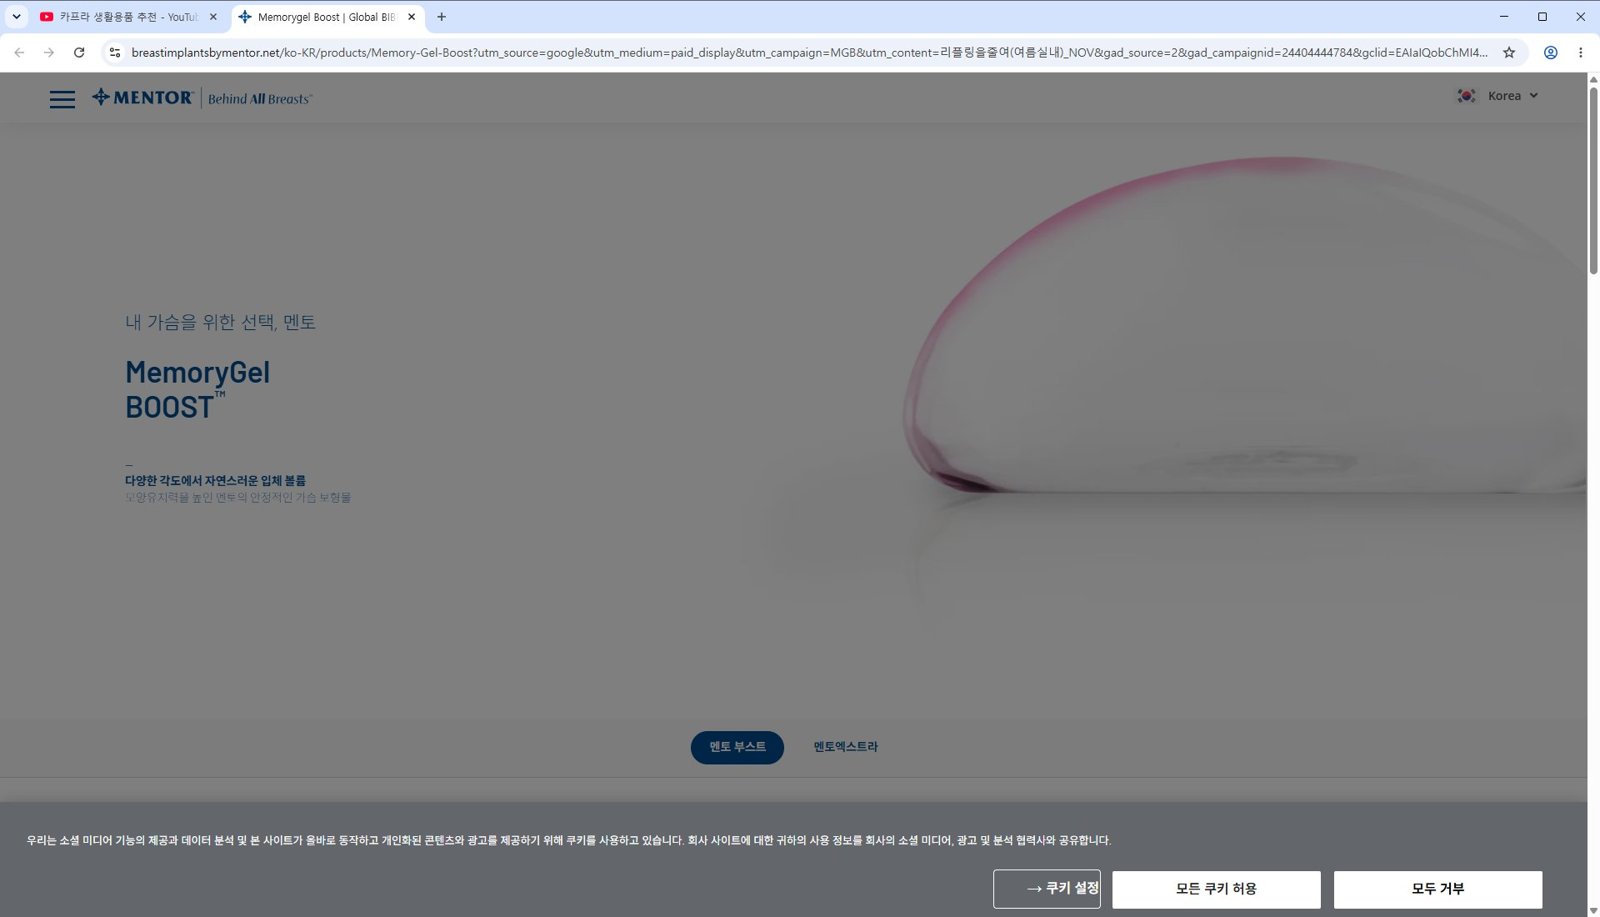 카프라 생활용품 추천 - YouTu
Memorygel Boost | Global BIB
breastimplantsbymentor.net/ko-KR/products/Memory-Gel-Boost?utm_source=google&utm_medium=paid_display&utm_campaign=MGB&utm_content=리플링을줄여(여름실내)_NOV&gad_source=2&gad_campaignid=24404444784&gclid=EAIaIQobChMI4...
MENTOR™ Behind All Breasts™
Korea
내 가슴을 위한 선택, 멘토
MemoryGel
BOOST™
다양한 각도에서 자연스러운 입체 볼륨
모양유지력을 높인 멘토의 안정적인 가슴 보형물
멘토 부스트 멘토엑스트라
우리는 소셜 미디어 기능의 제공과 데이터 분석 및 본 사이트가 올바로 동작하고 개인화된 콘텐츠와 광고를 제공하기 위해 쿠키를 사용하고 있습니다. 회사 사이트에 대한 귀하의 사용 정보를 회사의 소셜 미디어, 광고 및 분석 협력사와 공유합니다.
→ 쿠키 설정 모든 쿠키 허용 모두 거부